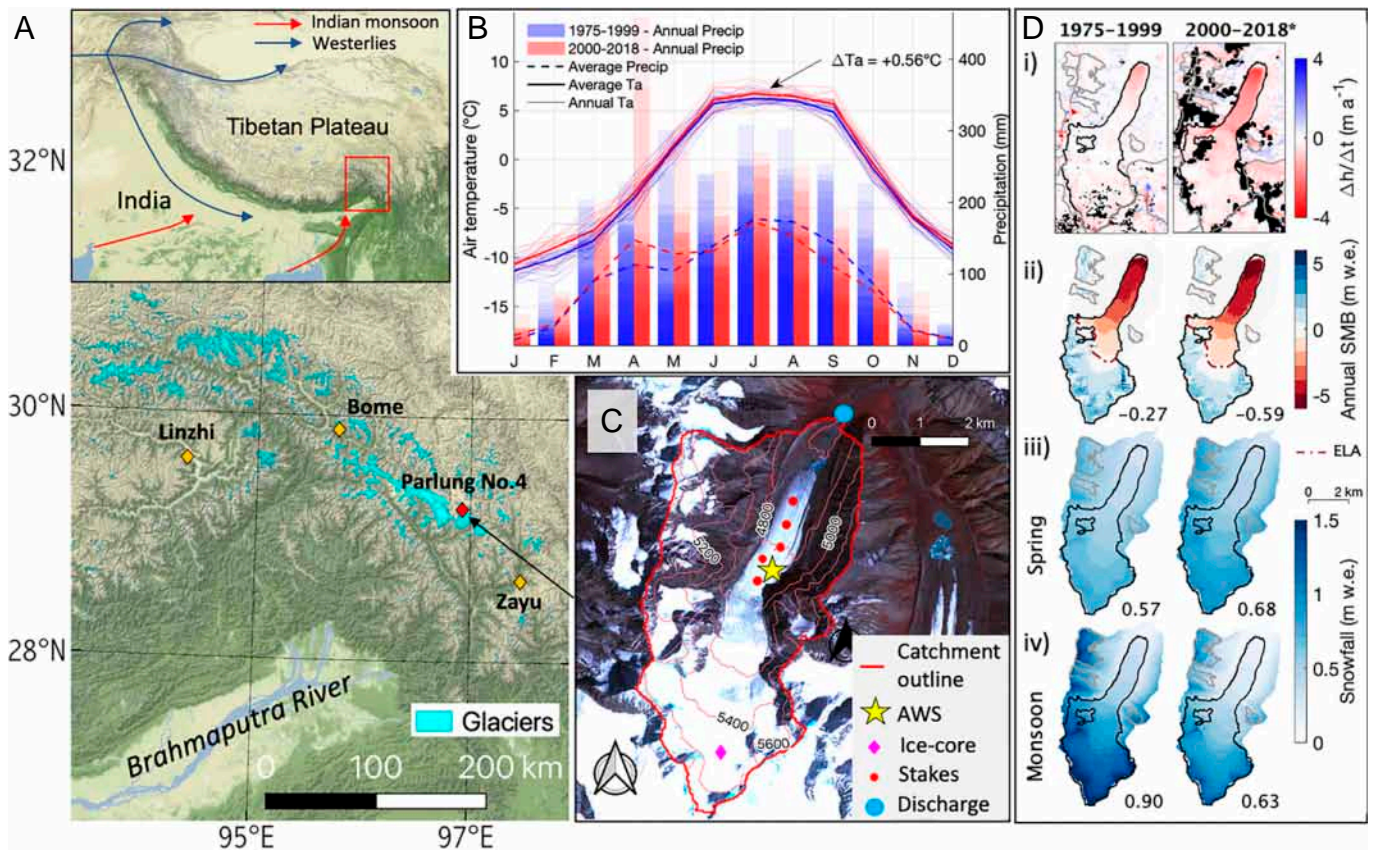 A
Indian monsoon
Westerlies
Tibetan Plateau
India
32°N
30°N
28°N
95°E
97°E
Bome
Linzhi
Parlung No.4
Zayu
Brahmaputra River
Glaciers
0 100 200 km
B
1975-1999 - Annual Precip
2000-2018 - Annual Precip
Average Precip
Average Ta
Annual Ta
ΔTa = +0.56°C
Air temperature (°C)
10
5
0
-5
-10
-15
Precipitation (mm)
400
300
200
100
0
J F M A M J J A S O N D
C
0 1 2 km
4800
5200
5000
5400
5600
Catchment
outline
AWS
Ice-core
Stakes
Discharge
D
1975-1999 2000-2018*
i)
4
2
0
-2
-4
Δh/Δt (m a⁻¹)
ii)
-0.27 -0.59
5
0
-5
Annual SMB (m w.e.)
ELA
0 2 km
iii)
Spring
0.57 0.68
iv)
Monsoon
0.90 0.63
1.5
1
0.5
0
Snowfall (m w.e.)